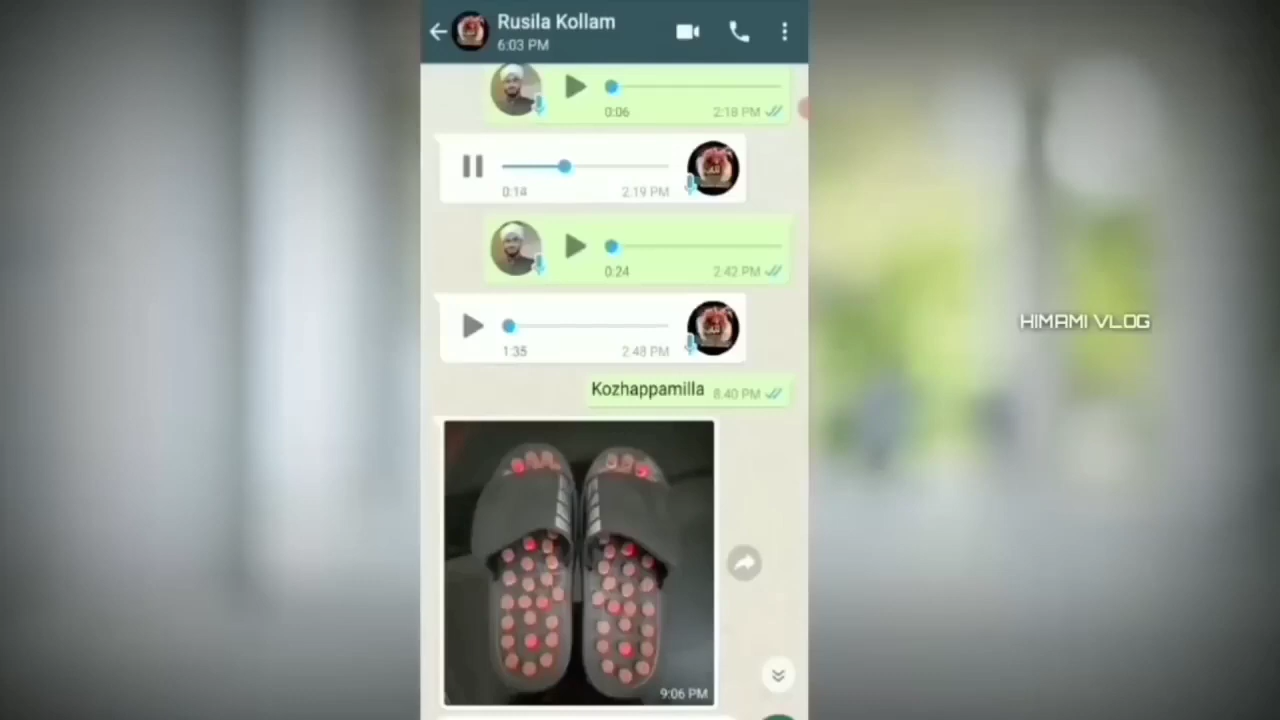 Rusila Kollam
6:03 PM
0:06 2:18 PM
0:14 2:19 PM
0:24 2:42 PM
HIMAMI VLOG
1:35 2:48 PM
Kozhappamilla 8:40 PM
9:06 PM